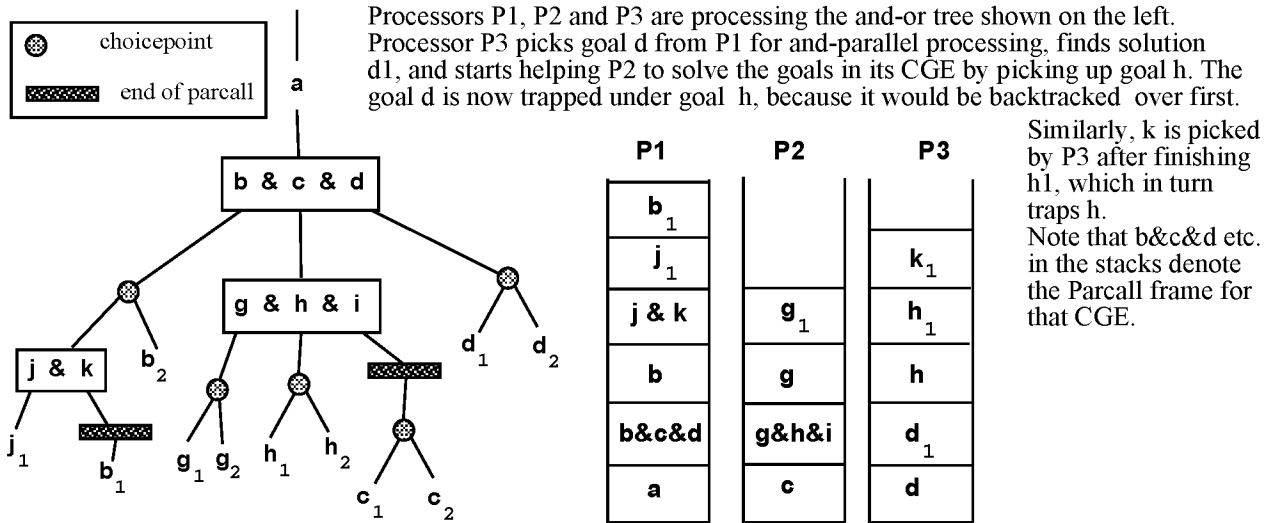 choicepoint
end of parcall
Processors P1, P2 and P3 are processing the and-or tree shown on the left.
Processor P3 picks goal d from P1 for and-parallel processing, finds solution
d1, and starts helping P2 to solve the goals in its CGE by picking up goal h. The
goal d is now trapped under goal h, because it would be backtracked over first.
Similarly, k is picked
by P3 after finishing
h1, which in turn
traps h.
Note that b&c&d etc.
in the stacks denote
the Parcall frame for
that CGE.
a
b & c & d
g & h & i
j & k
b2
d1 d2
j1
b1
g1 g2
h1 h2
c1 c2
P1 P2 P3
b1
j1 k1
j & k g1 h1
b g h
b&c&d g&h&i d1
a c d